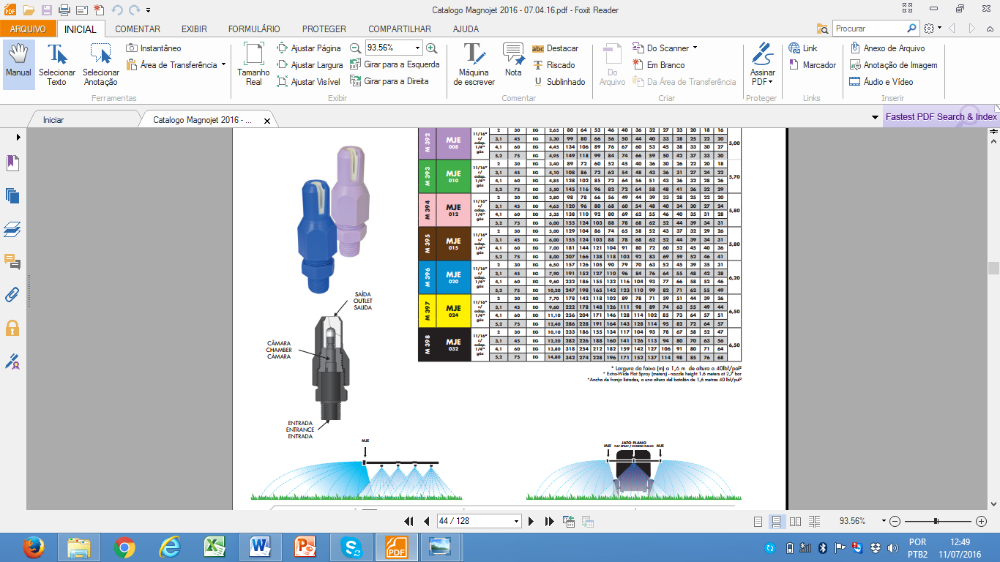 Catalogo Magnojet 2016 - 07.04.16.pdf - Foxit Reader
ARQUIVO INICIAL COMENTAR EXIBIR FORMULÁRIO PROTEGER COMPARTILHAR AJUDA
Procurar
Manual
Selecionar Texto
Selecionar Anotação
Instantâneo
Área de Transferência
Ferramentas
Tamanho Real
Ajustar Página
Ajustar Largura
Ajustar Visível
93.56%
Girar para a Esquerda
Girar para a Direita
Exibir
Máquina de escrever
Nota
abc Destacar
Riscado
Sublinhado
Comentar
Do Arquivo
Do Scanner
Em Branco
Da Área de Transferência
Criar
Assinar PDF
Proteger
Link
Marcador
Links
Anexo de Arquivo
Anotação de Imagem
Áudio e Vídeo
Inserir
Iniciar
Catalogo Magnojet 2016 - ...
Fastest PDF Search & Index
M 392 MJE 008 11/16" c/ adap. 1/4" gás 5,00
2 30 EG 2,65 80 64 53 46 40 36 32 27 23 20 18 16
3,1 45 EG 3,30 99 80 66 56 50 44 40 33 28 25 22 20
4,1 60 EG 4,45 134 106 89 76 67 60 53 45 38 33 30 27
5,2 75 EG 4,95 149 118 99 84 74 66 59 50 42 37 33 30
M 393 MJE 010 11/16" c/ adap. 1/4" gás 5,70
2 30 EG 3,40 89 72 60 52 45 40 36 30 26 22 20 18
3,1 45 EG 4,10 108 86 72 62 54 48 43 36 31 27 24 22
4,1 60 EG 4,85 128 102 85 72 64 56 51 43 36 32 28 26
5,2 75 EG 5,50 145 116 96 82 72 64 58 48 41 36 32 29
M 394 MJE 012 11/16" c/ adap. 1/4" gás 5,80
2 30 EG 3,80 98 78 66 56 49 44 39 33 28 25 22 20
3,1 45 EG 4,65 120 96 80 68 60 54 48 40 34 30 27 24
4,1 60 EG 5,35 138 110 92 80 69 62 55 46 40 35 31 28
5,2 75 EG 6,00 155 124 103 88 78 68 62 52 44 39 34 31
M 395 MJE 015 11/16" c/ adap. 1/4" gás 5,80
2 30 EG 5,00 129 104 86 74 65 58 52 43 37 32 29 26
3,1 45 EG 6,00 155 124 103 88 78 68 62 52 44 39 34 31
4,1 60 EG 7,00 181 144 121 104 91 80 72 60 52 45 40 36
5,2 75 EG 8,00 207 166 138 118 103 92 83 69 59 52 46 41
M 396 MJE 020 11/16" c/ adap. 1/4" gás 6,20
2 30 EG 6,50 157 126 105 90 79 70 63 52 45 39 35 31
3,1 45 EG 7,90 191 152 127 110 96 84 76 64 55 48 42 38
4,1 60 EG 9,60 232 186 155 132 116 104 93 77 66 58 52 46
5,2 75 EG 10,20 247 198 165 142 123 110 99 82 71 62 55 49
M 397 MJE 024 11/16" c/ adap. 1/4" gás 6,50
2 30 EG 7,70 178 142 118 102 89 78 71 59 51 44 39 36
3,1 45 EG 9,60 222 178 148 126 111 98 89 74 63 55 49 44
4,1 60 EG 11,10 256 204 171 146 128 114 102 85 73 64 57 51
5,2 75 EG 12,40 286 228 191 164 143 128 114 95 82 72 64 57
M 398 MJE 032 11/16" c/ adap. 1/4" gás 6,50
2 30 EG 10,10 233 186 155 134 117 104 93 78 67 58 52 47
3,1 45 EG 12,20 282 226 188 160 141 126 113 94 80 70 63 56
4,1 60 EG 13,80 318 254 212 182 159 142 127 106 91 80 71 64
5,2 75 EG 14,80 342 274 228 196 171 152 137 114 98 85 76 68
* Largura da faixa (m) a 1,6 m de altura a 40lbf/pol²
* Extra-Wide Flat Spray (meters) - nozzle height 1.6 meters at 2,7 bar
*Ancho de franja listadas, a una altura del botalón de 1,6 metros 40 lbf/pul²
SAÍDA
OUTLET
SALIDA
CÂMARA
CHAMBER
CÁMARA
ENTRADA
ENTRANCE
ENTRADA
MJE
JATO PLANO
FLAT SPRAY / CHORRO PLANO
MJE MJE
44 / 128
93.56%
PDF
POR 12:49
PTB2 11/07/2016